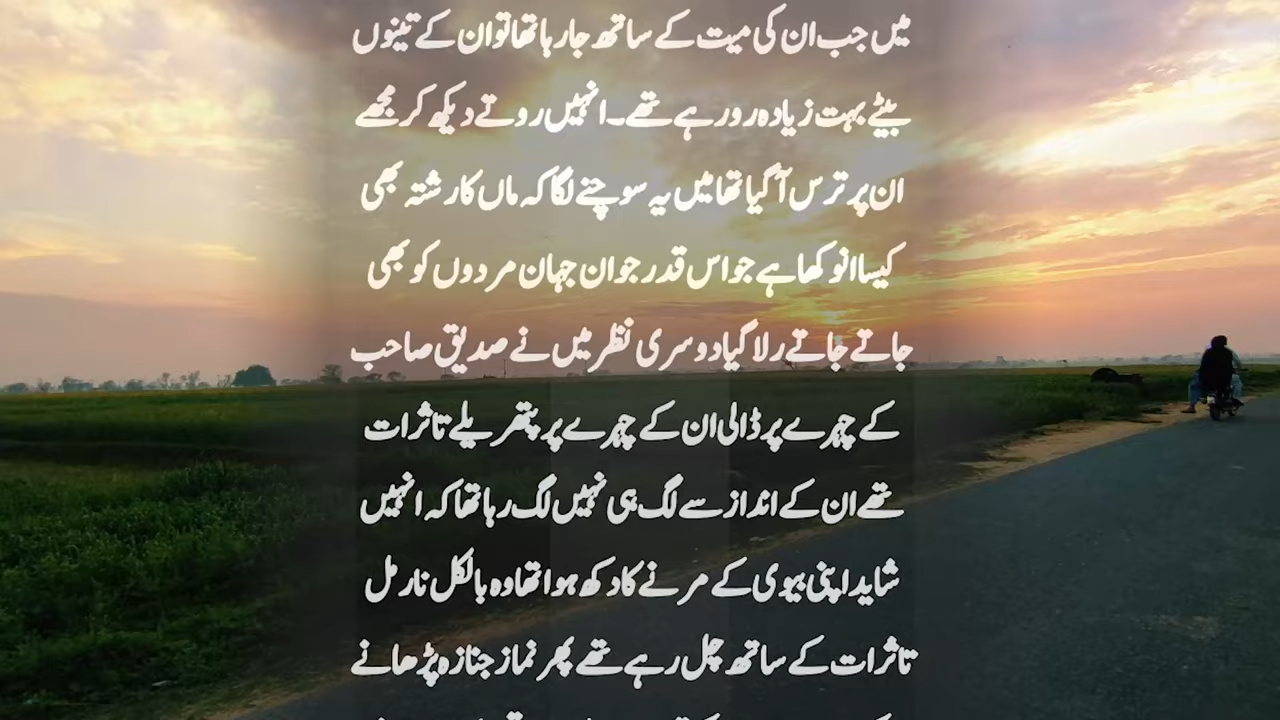 میں جب ان کی میت کے ساتھ جا رہا تھا تو ان کے تینوں
بیٹے بہت زیادہ رو رہے تھے۔ انہیں روتے دیکھ کر مجھے
ان پر ترس آگیا تھا میں یہ سوچنے لگا کہ ماں کا رشتہ بھی
کیسا انوکھا ہے جو اس قدر جوان جہان مردوں کو بھی
جاتے جاتے رلا گیا دوسری نظر میں نے صدیق صاحب
کے چہرے پر ڈالی ان کے چہرے پر پتھریلے تاثرات
تھے ان کے انداز سے لگ ہی نہیں لگ رہا تھا کہ انہیں
شاید اپنی بیوی کے مرنے کا دکھ ہوا تھا وہ بالکل نارمل
تاثرات کے ساتھ چل رہے تھے پھر نماز جنازہ پڑھانے